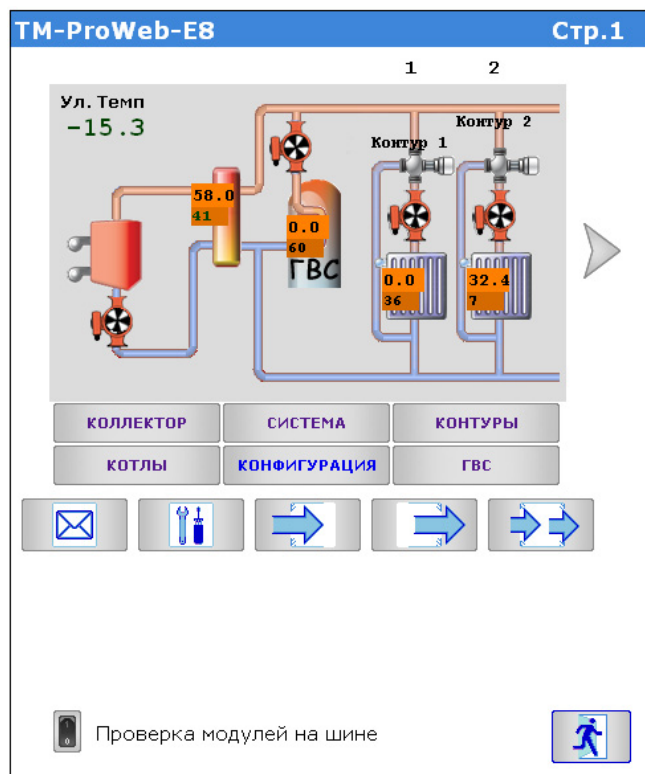 TM-ProWeb-E8 Стр.1
1 2
Ул. Темп
-15.3
Контур 2
Контур 1
58.0
41
0.0
60
ГВС
0.0 32.4
36 7
КОЛЛЕКТОР СИСТЕМА КОНТУРЫ
КОТЛЫ КОНФИГУРАЦИЯ ГВС
Проверка модулей на шине